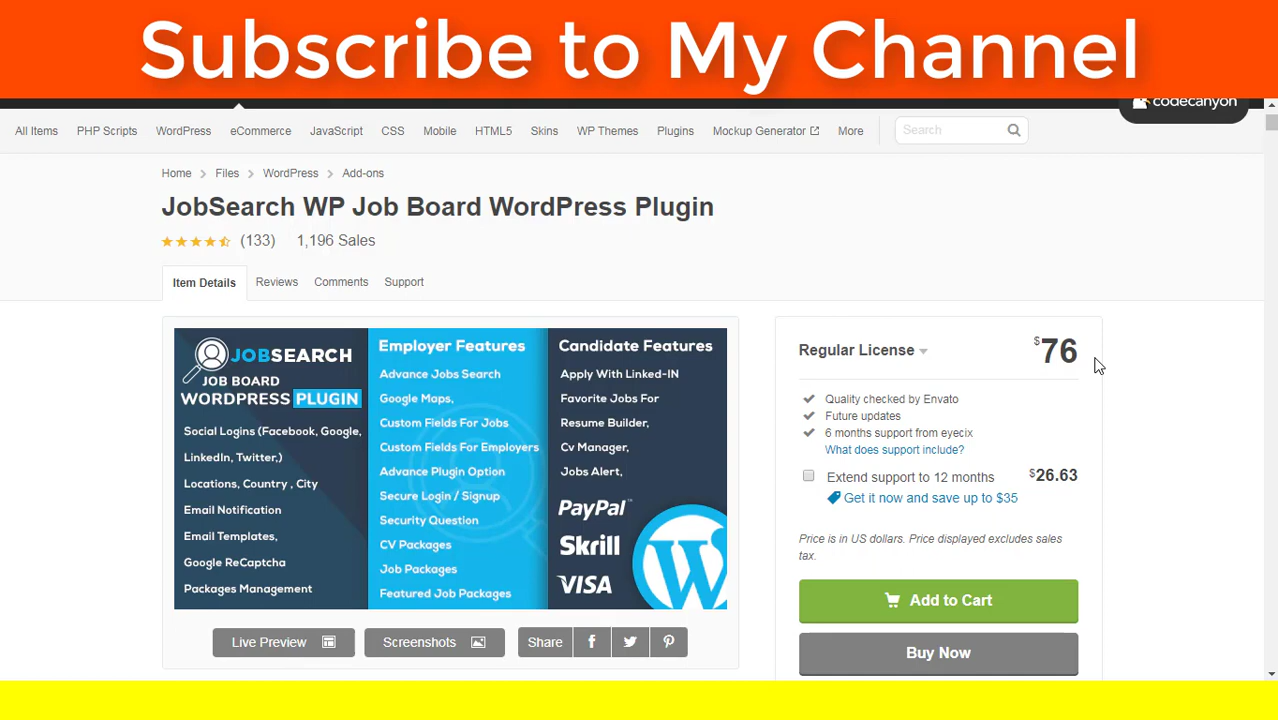 Subscribe to My Channel
codecanyon
All Items PHP Scripts WordPress eCommerce JavaScript CSS Mobile HTML5 Skins WP Themes Plugins Mockup Generator More Search
Home Files WordPress Add-ons
JobSearch WP Job Board WordPress Plugin
(133) 1,196 Sales
Item Details Reviews Comments Support
JOBSEARCH
JOB BOARD
WORDPRESS PLUGIN
Social Logins (Facebook, Google,
LinkedIn, Twitter,)
Locations, Country , City
Email Notification
Email Templates,
Google ReCaptcha
Packages Management
Employer Features
Advance Jobs Search
Google Maps,
Custom Fields For Jobs
Custom Fields For Employers
Advance Plugin Option
Secure Login / Signup
Security Question
CV Packages
Job Packages
Featured Job Packages
Candidate Features
Apply With Linked-IN
Favorite Jobs For
Resume Builder,
Cv Manager,
Jobs Alert,
PayPal™
Skrill
VISA
Live Preview Screenshots Share
Regular License $76
Quality checked by Envato
Future updates
6 months support from eyecix
What does support include?
Extend support to 12 months $26.63
Get it now and save up to $35
Price is in US dollars. Price displayed excludes sales
tax.
Add to Cart
Buy Now